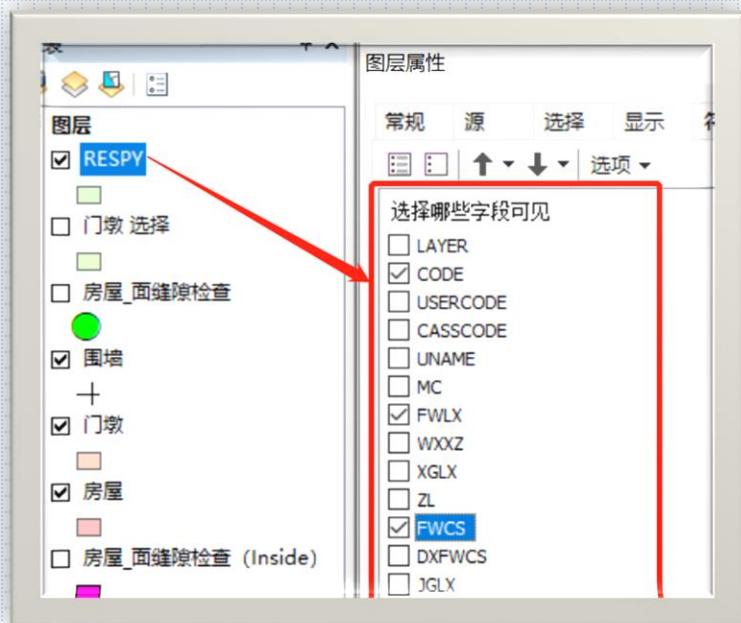 表
图层
RESPY
门墩 选择
房屋_面缝隙检查
围墙
门墩
房屋
房屋_面缝隙检查（Inside）
图层属性
常规 源 选择 显示
选项
选择哪些字段可见
LAYER
CODE
USERCODE
CASSCODE
UNAME
MC
FWLX
WXXZ
XGLX
ZL
FWCS
DXFWCS
JGLX